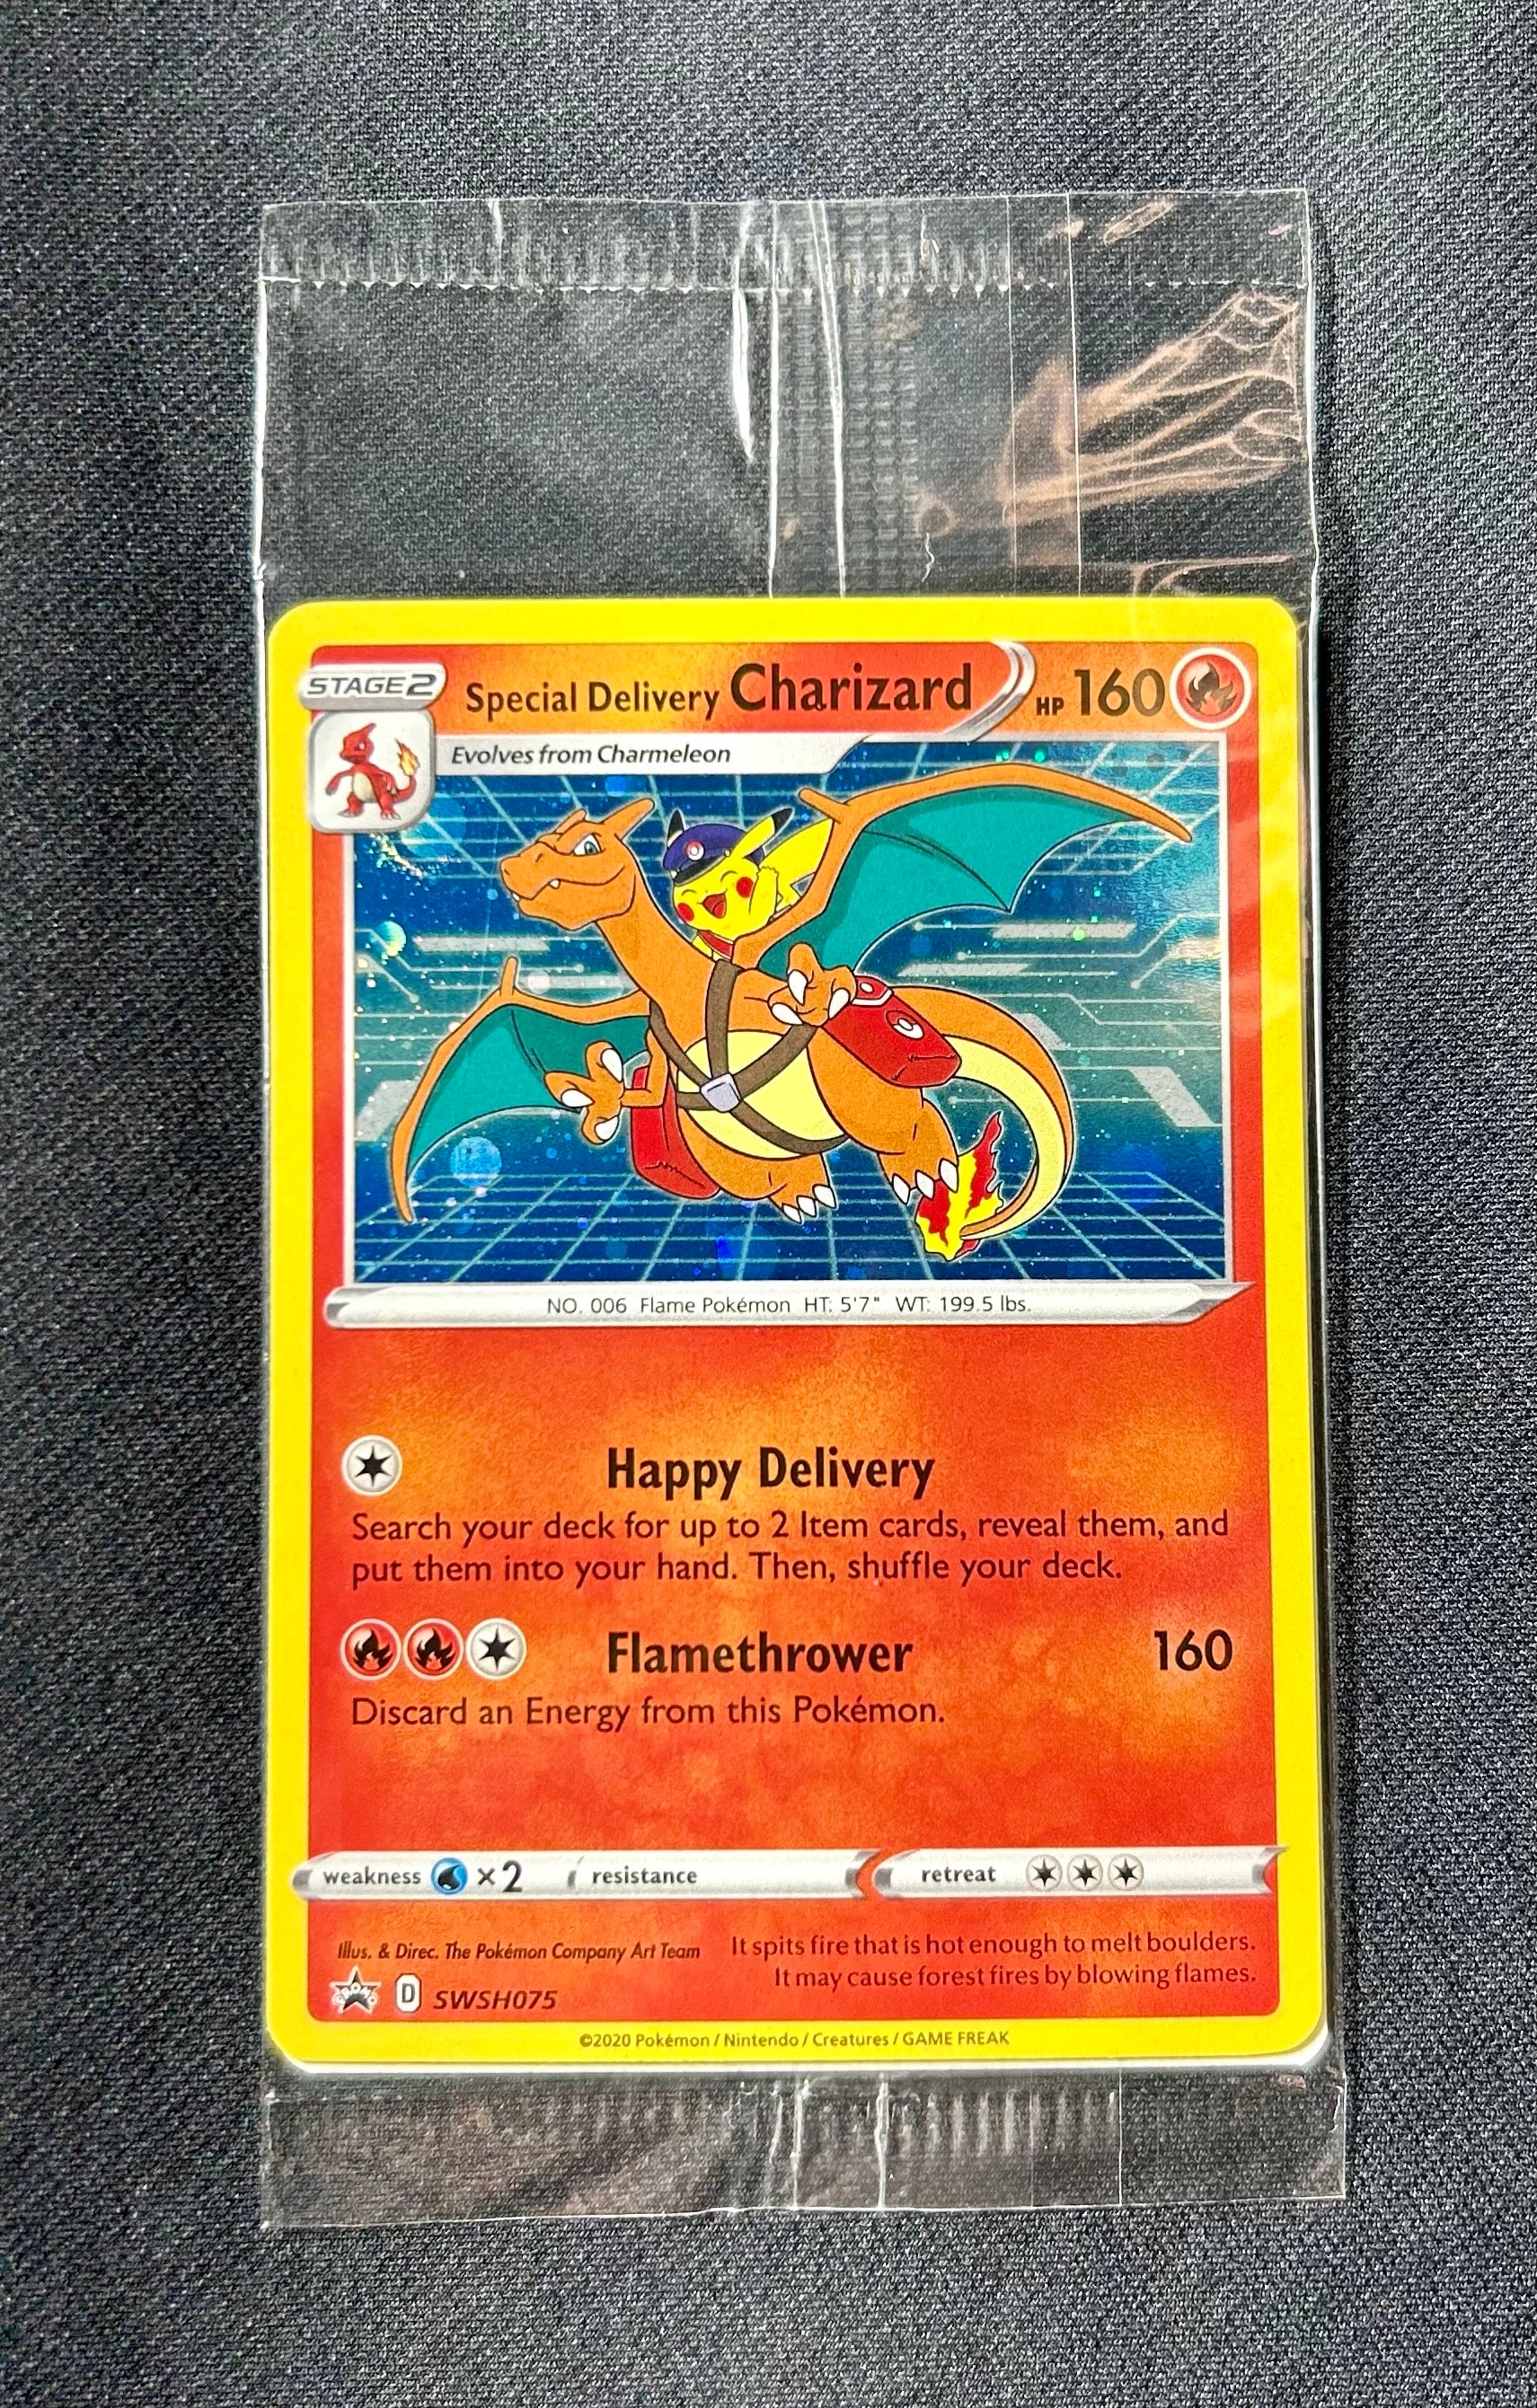 STAGE2
Special Delivery Charizard HP 160
Evolves from Charmeleon
NO. 006 Flame Pokémon HT: 5'7" WT: 199.5 lbs.
Happy Delivery
Search your deck for up to 2 Item cards, reveal them, and
put them into your hand. Then, shuffle your deck.
Flamethrower 160
Discard an Energy from this Pokémon.
weakness ×2 resistance retreat
Illus. & Direc. The Pokémon Company Art Team
It spits fire that is hot enough to melt boulders.
It may cause forest fires by blowing flames.
PROMO D SWSH075
©2020 Pokémon / Nintendo / Creatures / GAME FREAK